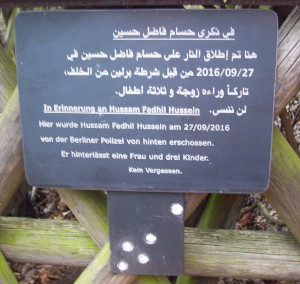 في ذكرى حسام فاضل حسين
هنا تم إطلاق النار على حسام فاضل حسين في
2016/09/27 من قبل شرطة برلين من الخلف،
تاركاً وراءه زوجة و ثلاثة أطفال.
لن ننسى.
In Erinnerung an Hussam Fadhil Hussein
Hier wurde Hussam Fadhil Hussein am 27/09/2016
von der Berliner Polizei von hinten erschossen.
Er hinterlässt eine Frau und drei Kinder.
Kein Vergessen.